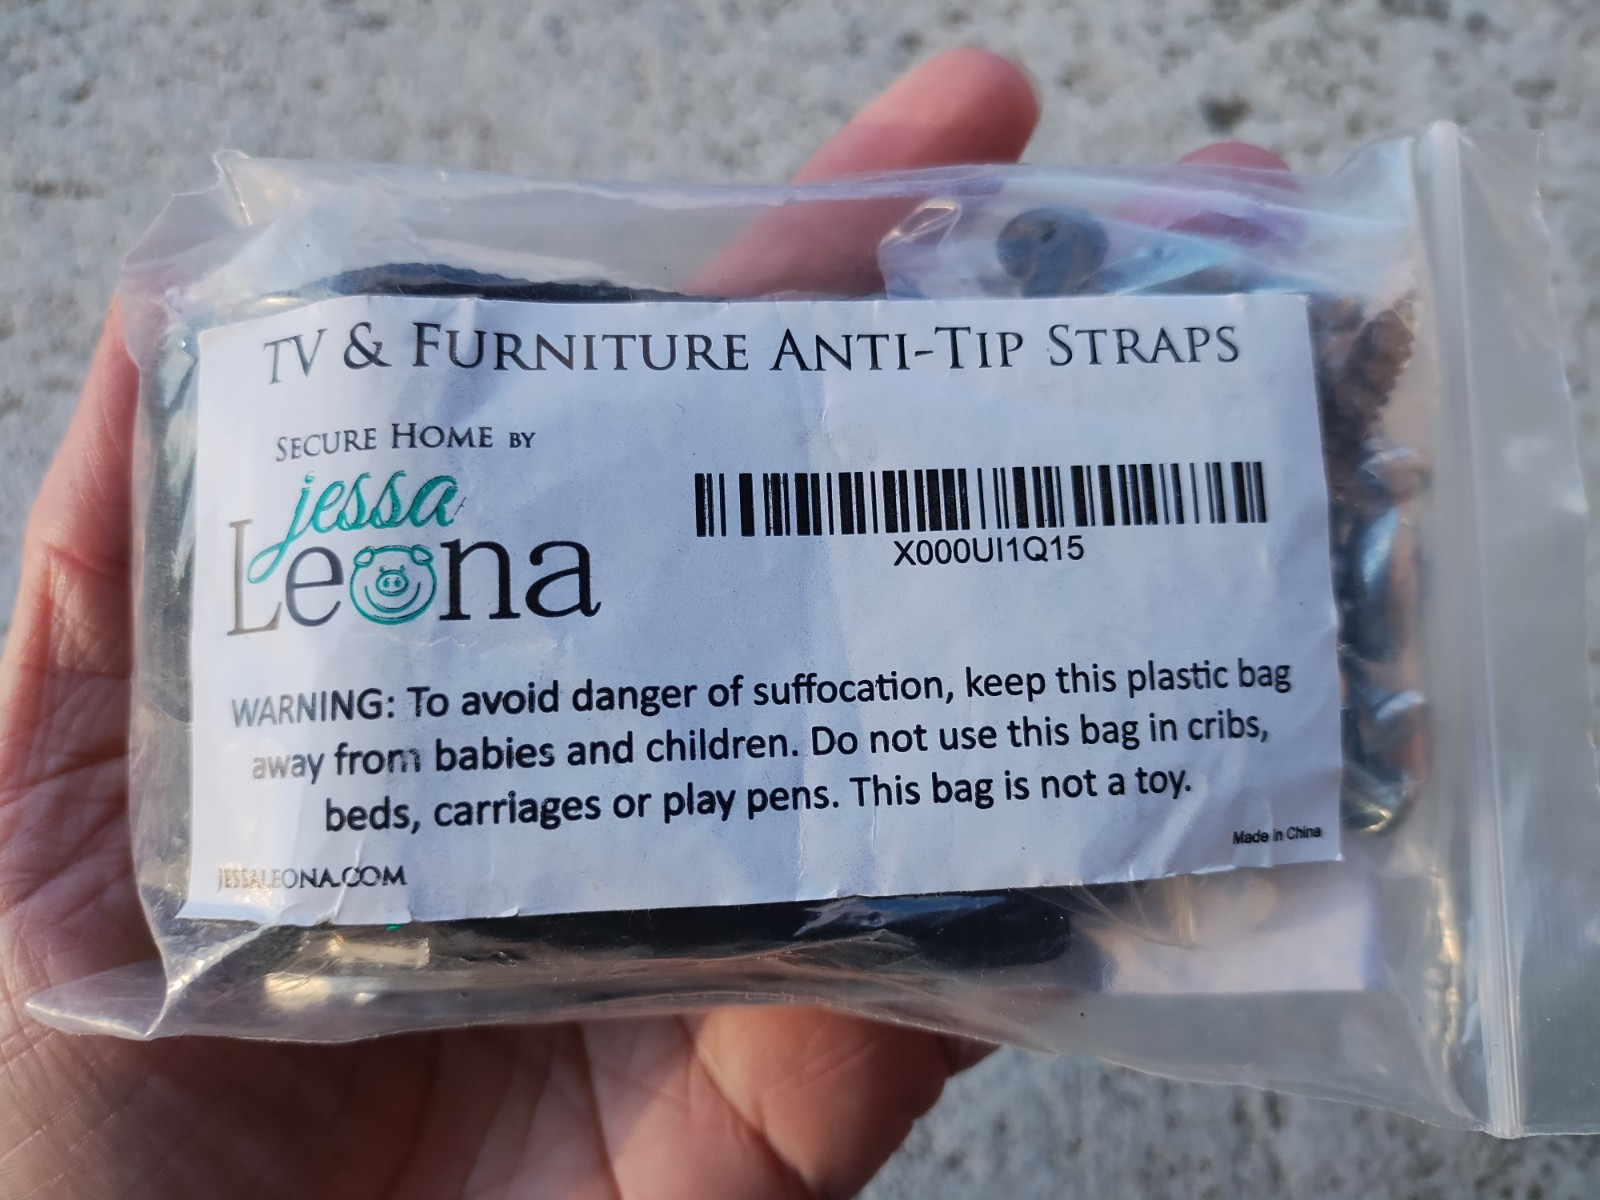 TV & FURNITURE ANTI-TIP STRAPS
SECURE HOME BY
jessa
Leona
X000UI1Q15
WARNING: To avoid danger of suffocation, keep this plastic bag
away from babies and children. Do not use this bag in cribs,
beds, carriages or play pens. This bag is not a toy.
Made in China
JESSALEONA.COM